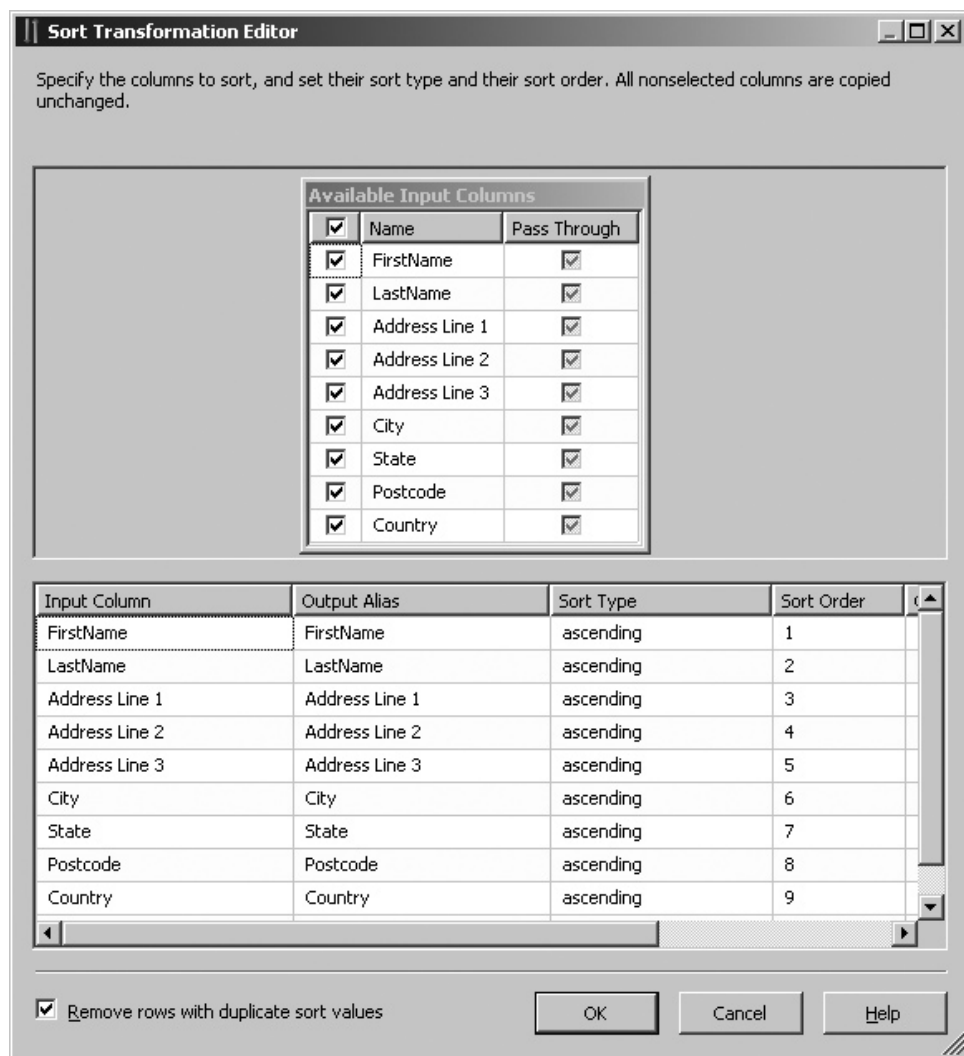 Sort Transformation Editor
Specify the columns to sort, and set their sort type and their sort order. All nonselected columns are copied
unchanged.
Available Input Columns
Name Pass Through
FirstName
LastName
Address Line 1
Address Line 2
Address Line 3
City
State
Postcode
Country
Input Column Output Alias Sort Type Sort Order
FirstName FirstName ascending 1
LastName LastName ascending 2
Address Line 1 Address Line 1 ascending 3
Address Line 2 Address Line 2 ascending 4
Address Line 3 Address Line 3 ascending 5
City City ascending 6
State State ascending 7
Postcode Postcode ascending 8
Country Country ascending 9
Remove rows with duplicate sort values OK Cancel Help